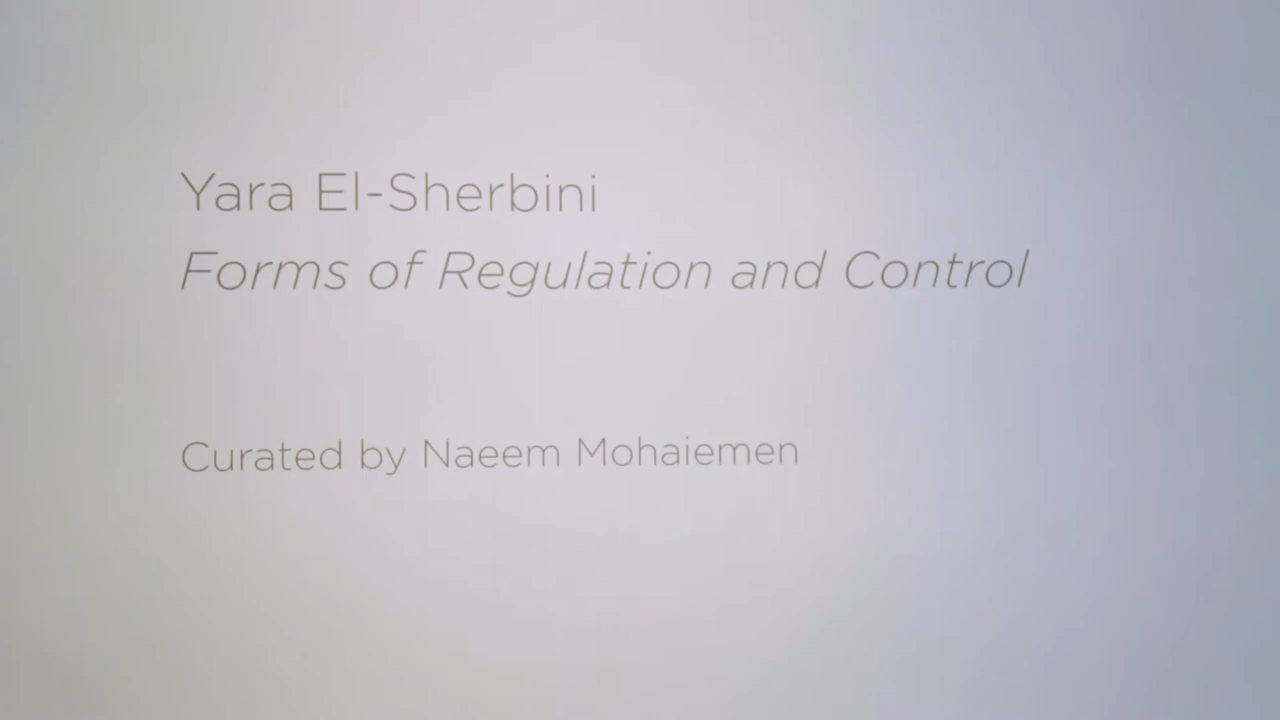 Yara El-Sherbini
Forms of Regulation and Control
Curated by Naeem Mohaiemen